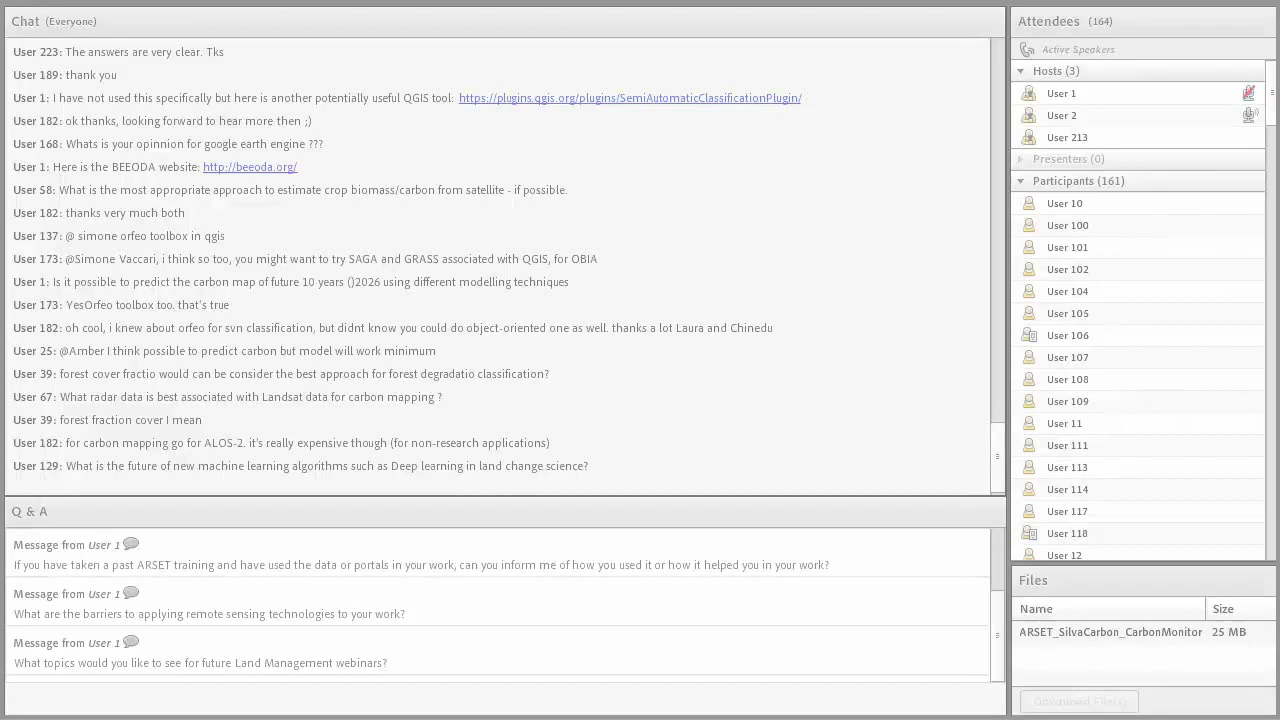 Chat (Everyone)
User 223: The answers are very clear. Tks
User 189: thank you
User 1: I have not used this specifically but here is another potentially useful QGIS tool: https://plugins.qgis.org/plugins/SemiAutomaticClassificationPlugin/
User 182: ok thanks, looking forward to hear more then ;)
User 168: Whats is your opinnion for google earth engine ???
User 1: Here is the BEEODA website: http://beeoda.org/
User 58: What is the most appropriate approach to estimate crop biomass/carbon from satellite - if possible.
User 182: thanks very much both
User 137: @ simone orfeo toolbox in qgis
User 173: @Simone Vaccari, i think so too, you might want to try SAGA and GRASS associated with QGIS, for OBIA
User 1: Is it possible to predict the carbon map of future 10 years ()2026 using different modelling techniques
User 173: YesOrfeo toolbox too. that's true
User 182: oh cool, i knew about orfeo for svn classification, but didnt know you could do object-oriented one as well. thanks a lot Laura and Chinedu
User 25: @Amber I think possible to predict carbon but model will work minimum
User 39: forest cover fractio would can be consider the best approach for forest degradatio classification?
User 67: What radar data is best associated with Landsat data for carbon mapping ?
User 39: forest fraction cover I mean
User 182: for carbon mapping go for ALOS-2. it's really expensive though (for non-research applications)
User 129: What is the future of new machine learning algorithms such as Deep learning in land change science?
Q & A
Message from User 1
If you have taken a past ARSET training and have used the data or portals in your work, can you inform me of how you used it or how it helped you in your work?
Message from User 1
What are the barriers to applying remote sensing technologies to your work?
Message from User 1
What topics would you like to see for future Land Management webinars?
Attendees (164)
Active Speakers
Hosts (3)
User 1
User 2
User 213
Presenters (0)
Participants (161)
User 10
User 100
User 101
User 102
User 104
User 105
User 106
User 107
User 108
User 109
User 11
User 111
User 113
User 114
User 117
User 118
User 12
Files
Name Size
ARSET_SilvaCarbon_CarbonMonitor 25 MB
Download File(s)